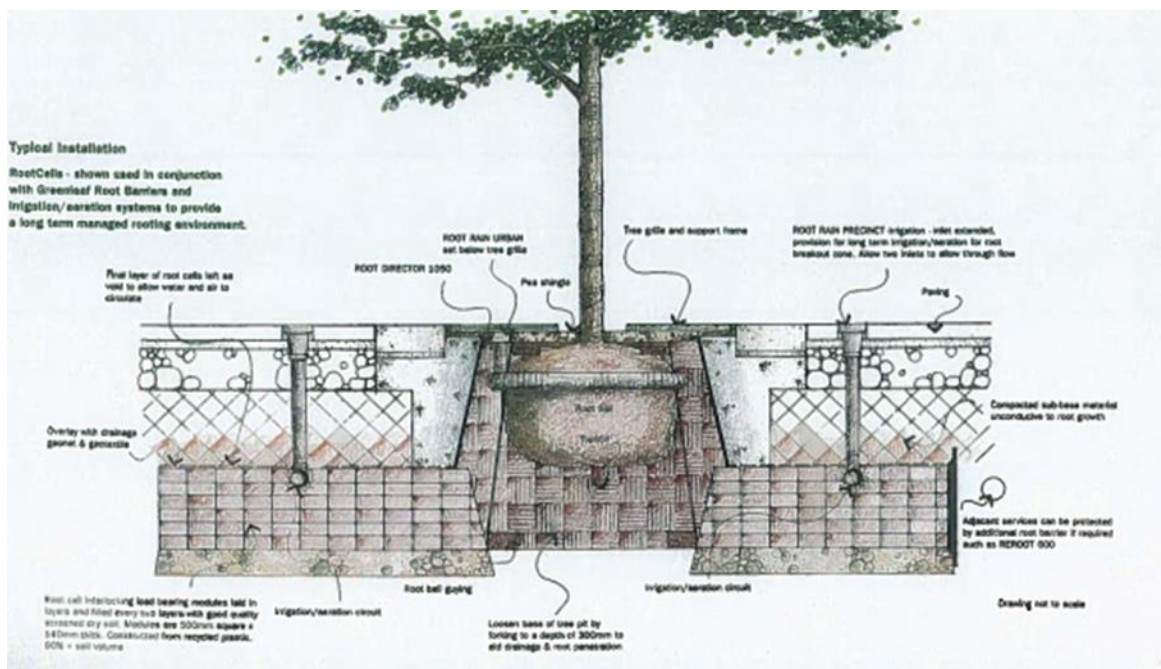 Typical Installation
RootCells - shown used in conjunction
with Greenleaf Root Barriers and
irrigation/aeration systems to provide
a long term managed rooting environment.
ROOT RAIN URBAN
set below tree grille
Tree grille and support frame
ROOT RAIN PRECINCT irrigation - inlet extended,
provision for long term irrigation/aeration for root
breakout zone. Allow two inlets to allow through flow
Final layer of root cells left as
void to allow water and air to
circulate
ROOT DIRECTOR 1050
Pea shingle
Paving
Root Ball
Overlay with drainage
geonet & geotextile
Compacted sub-base material
unconductive to root growth
Adjacent services can be protected
by additional root barrier if required
such as REROOT 600
Root ball guying
Irrigation/aeration circuit
Irrigation/aeration circuit
Drawing not to scale
Root cell interlocking load bearing modules laid in
layers and filled every two layers with good quality
screened dry soil. Modules are 500mm square x
140mm thick. Constructed from recycled plastic.
90% + soil volume
Loosen base of tree pit by
forking to a depth of 300mm to
aid drainage & root penetration